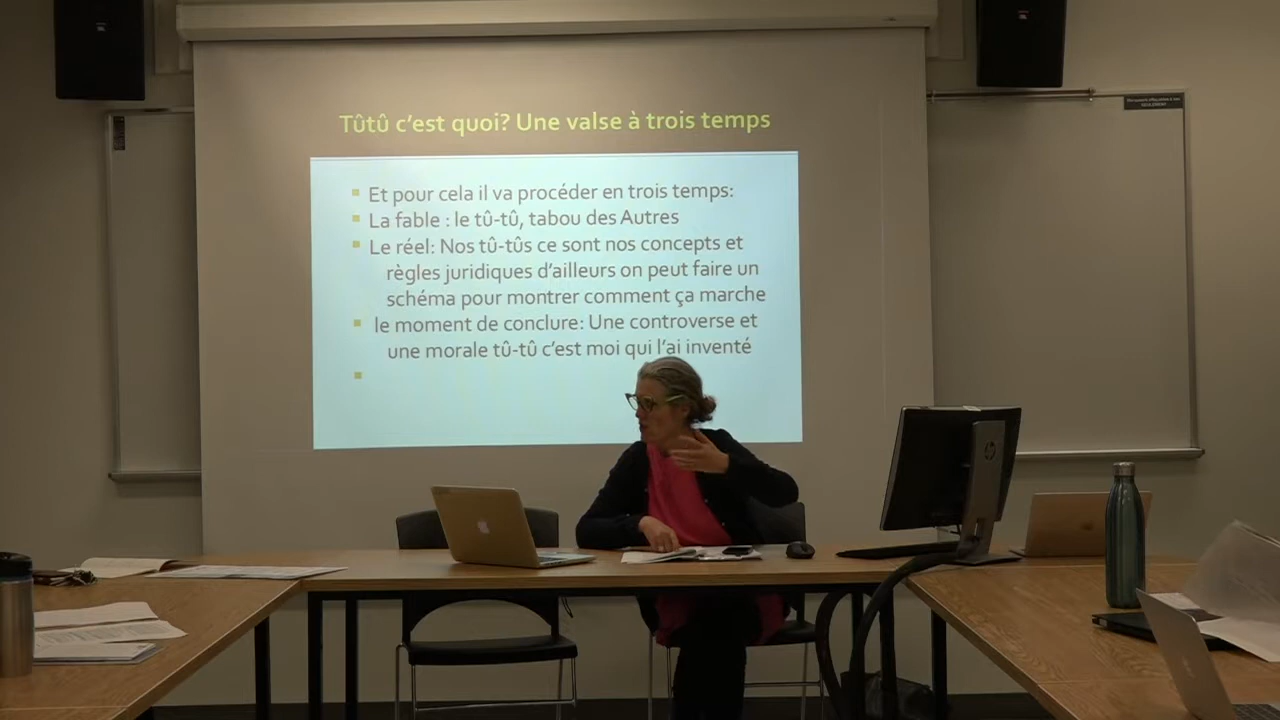 Tûtû c'est quoi? Une valse à trois temps
Et pour cela il va procéder en trois temps:
La fable : le tû-tû, tabou des Autres
Le réel: Nos tû-tûs ce sont nos concepts et
règles juridiques d'ailleurs on peut faire un
schéma pour montrer comment ça marche
le moment de conclure: Une controverse et
une morale tû-tû c'est moi qui l'ai inventé
hp